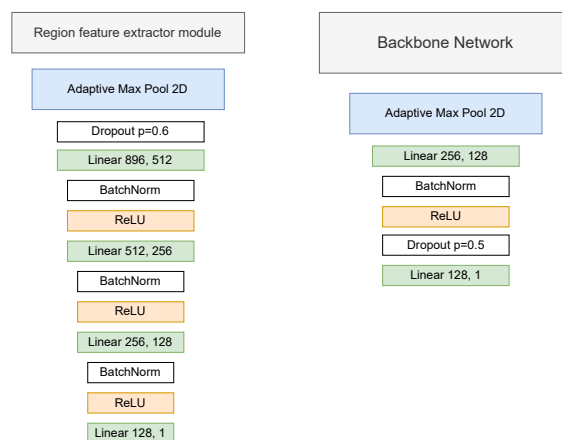 Region feature extractor module
Adaptive Max Pool 2D
Dropout p=0.6
Linear 896, 512
BatchNorm
ReLU
Linear 512, 256
BatchNorm
ReLU
Linear 256, 128
BatchNorm
ReLU
Linear 128, 1
Backbone Network
Adaptive Max Pool 2D
Linear 256, 128
BatchNorm
ReLU
Dropout p=0.5
Linear 128, 1